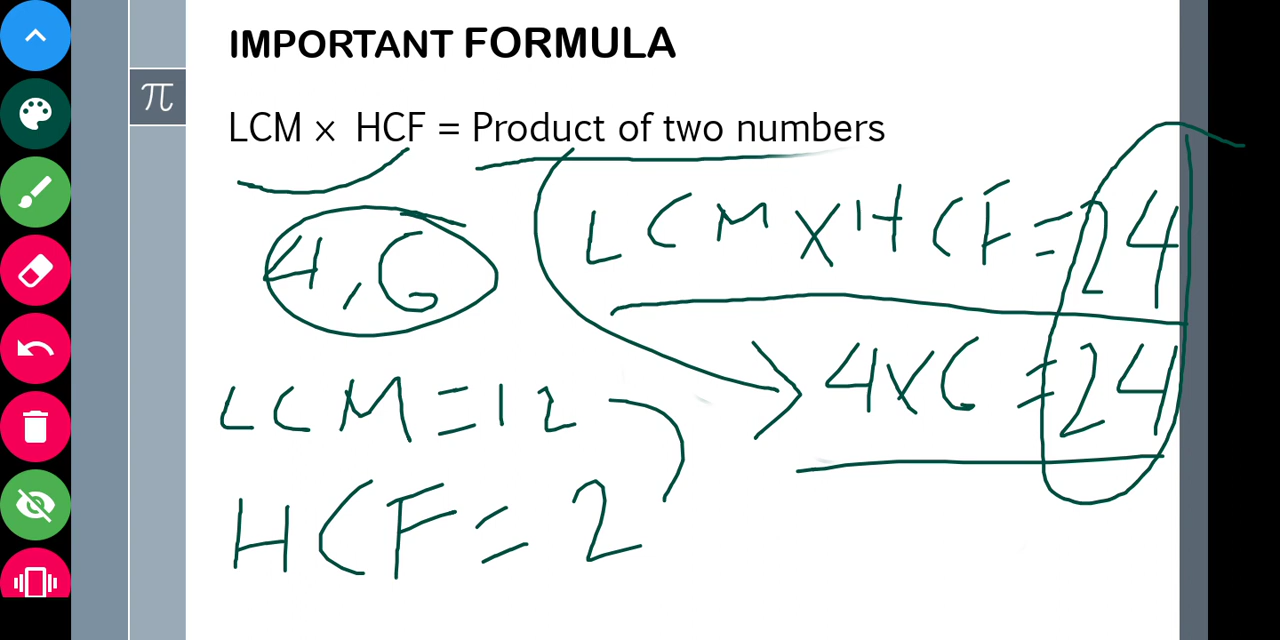 IMPORTANT FORMULA
π
LCM × HCF = Product of two numbers
LCM X HCF = 24
4, 6
4 X 6 = 24
LCM = 12
HCF = 2